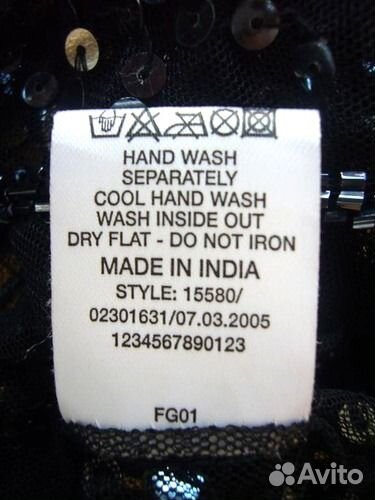 HAND WASH
SEPARATELY
COOL HAND WASH
WASH INSIDE OUT
DRY FLAT - DO NOT IRON
MADE IN INDIA
STYLE: 15580/
02301631/07.03.2005
1234567890123
FG01
Avito